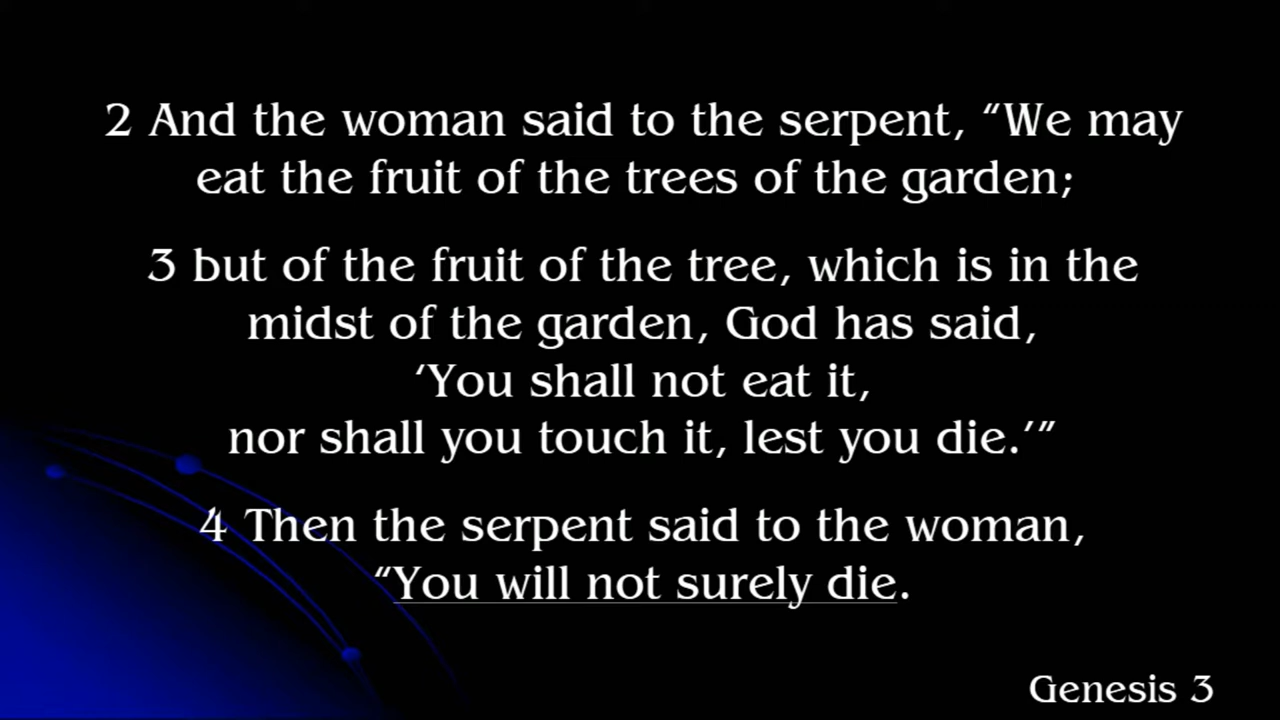 2 And the woman said to the serpent, “We may
eat the fruit of the trees of the garden;
3 but of the fruit of the tree, which is in the
midst of the garden, God has said,
‘You shall not eat it,
nor shall you touch it, lest you die.’”
4 Then the serpent said to the woman,
“You will not surely die.
Genesis 3